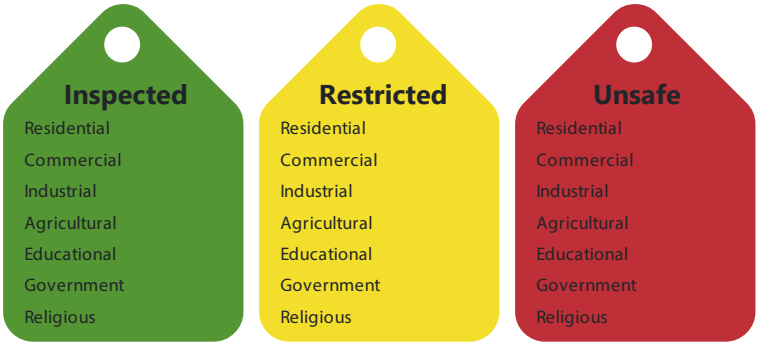 Inspected
Residential
Commercial
Industrial
Agricultural
Educational
Government
Religious
Restricted
Residential
Commercial
Industrial
Agricultural
Educational
Government
Religious
Unsafe
Residential
Commercial
Industrial
Agricultural
Educational
Government
Religious